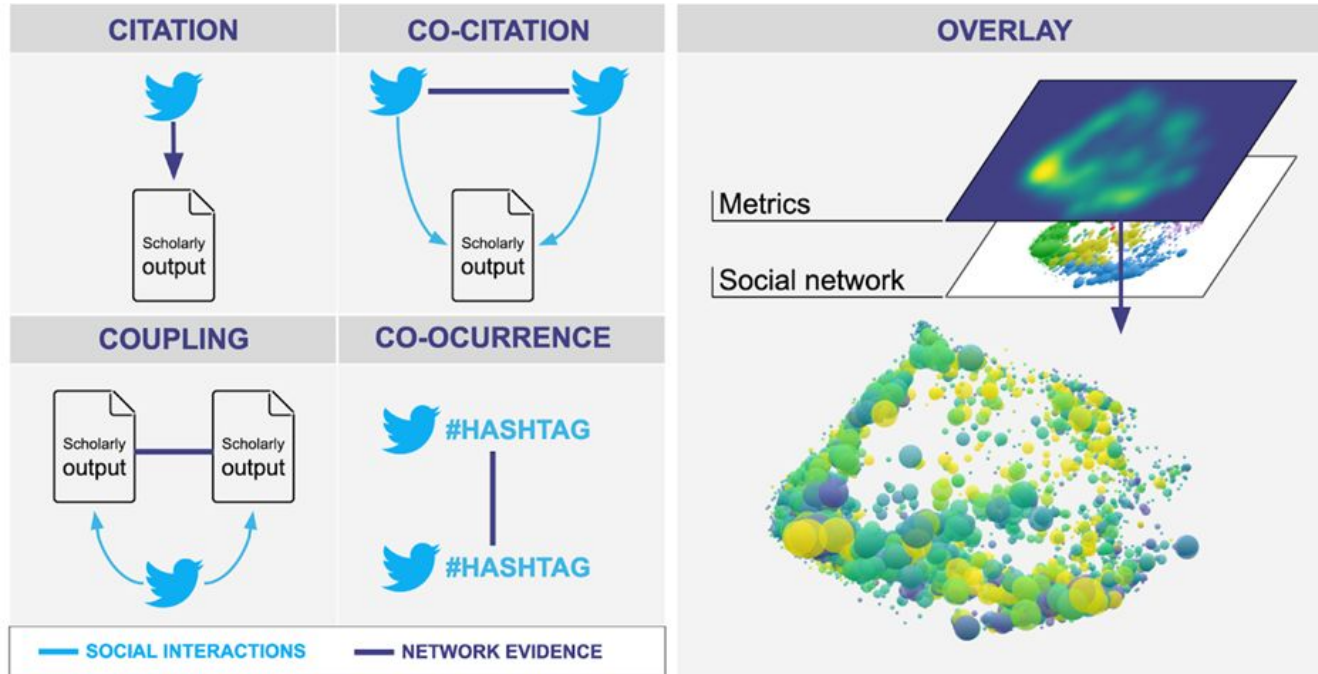 CITATION
CO-CITATION
Scholarly
output
Scholarly
output
COUPLING
CO-OCURRENCE
Scholarly
output
Scholarly
output
#HASHTAG
#HASHTAG
SOCIAL INTERACTIONS
NETWORK EVIDENCE
OVERLAY
Metrics
Social network